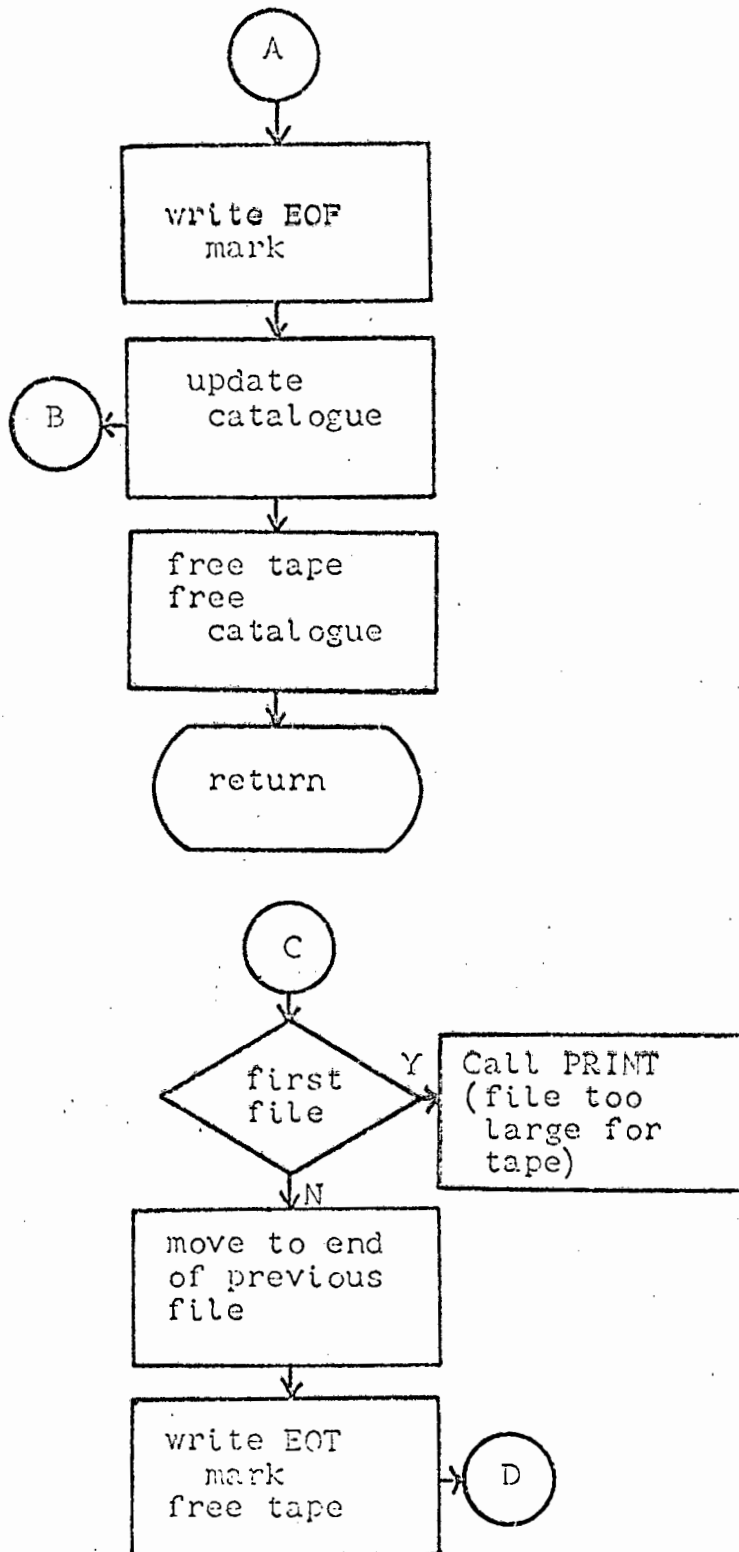 A
write EOF
mark
update
catalogue
B
free tape
free
catalogue
return
C
first
file
Y
Call PRINT
(file too
large for
tape)
N
move to end
of previous
file
write EOT
mark
free tape
D